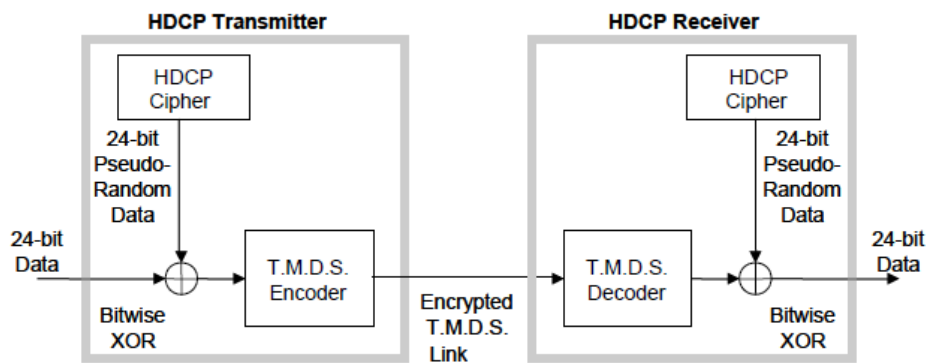 HDCP Transmitter
HDCP
Cipher
24-bit
Pseudo-
Random
Data
24-bit
Data
Bitwise
XOR
T.M.D.S.
Encoder
Encrypted
T.M.D.S.
Link
HDCP Receiver
HDCP
Cipher
24-bit
Pseudo-
Random
Data
T.M.D.S.
Decoder
Bitwise
XOR
24-bit
Data